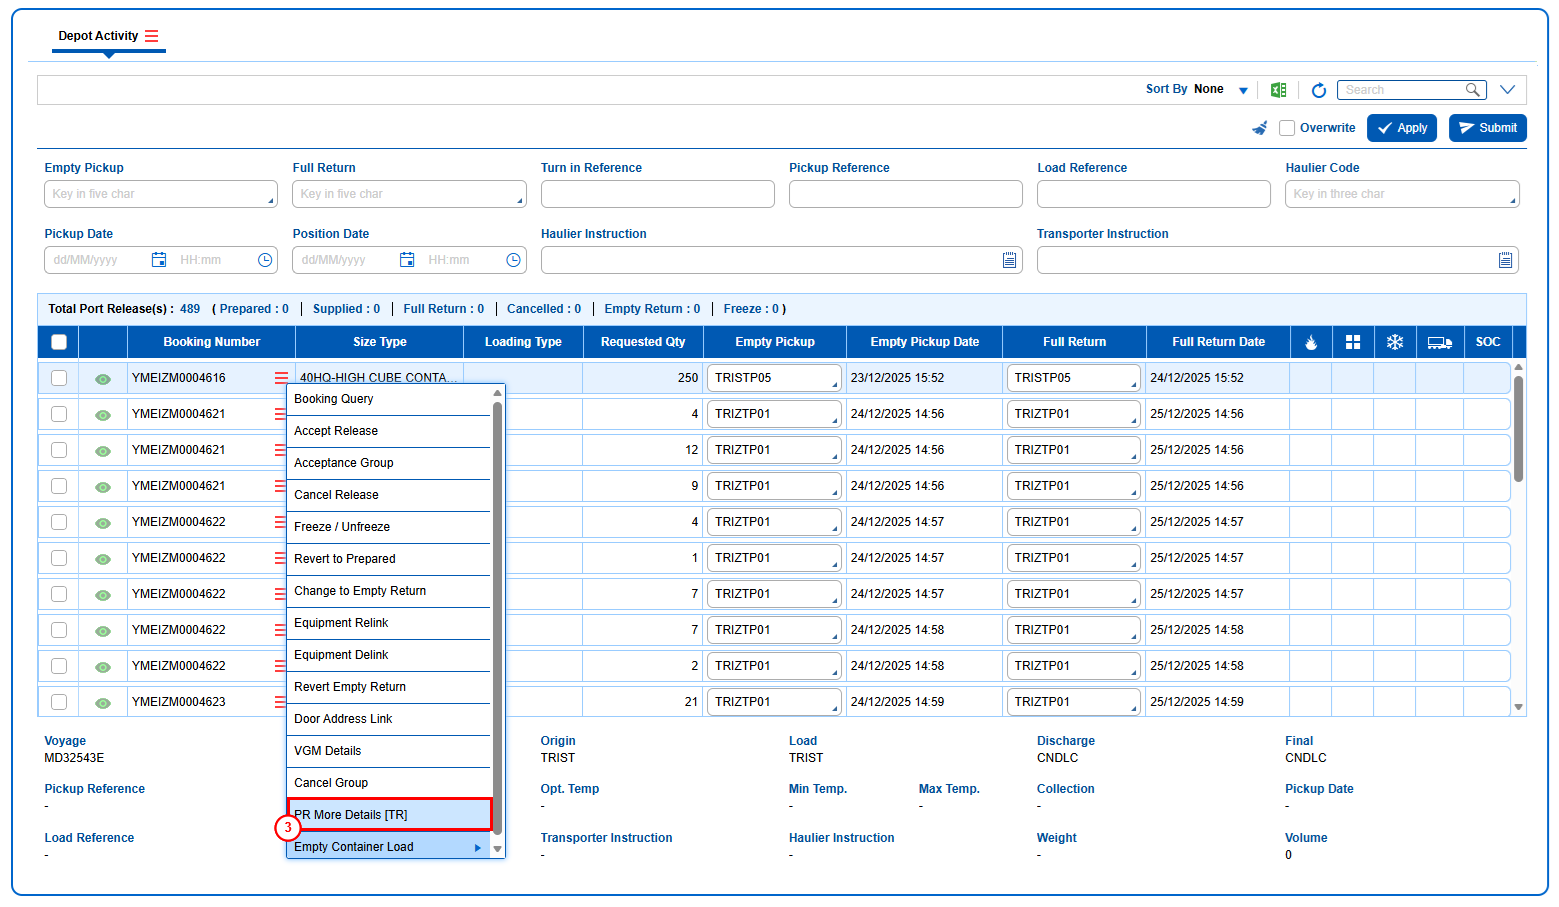 Depot Activity
Sort By None
Search
Overwrite Apply Submit
Empty Pickup Full Return Turn in Reference Pickup Reference Load Reference Haulier Code
Key in five char Key in five char Key in three char
Pickup Date Position Date Haulier Instruction Transporter Instruction
dd/MM/yyyy HH:mm dd/MM/yyyy HH:mm
Total Port Release(s) : 489 ( Prepared : 0 | Supplied : 0 | Full Return : 0 | Cancelled : 0 | Empty Return : 0 | Freeze : 0 )
Booking Number Size Type Loading Type Requested Qty Empty Pickup Empty Pickup Date Full Return Full Return Date SOC
YMEIZM0004616 40HQ-HIGH CUBE CONTA... 250 TRISTP05 23/12/2025 15:52 TRISTP05 24/12/2025 15:52
YMEIZM0004621 4 TRIZTP01 24/12/2025 14:56 TRIZTP01 25/12/2025 14:56
YMEIZM0004621 12 TRIZTP01 24/12/2025 14:56 TRIZTP01 25/12/2025 14:56
YMEIZM0004621 9 TRIZTP01 24/12/2025 14:56 TRIZTP01 25/12/2025 14:56
YMEIZM0004622 4 TRIZTP01 24/12/2025 14:57 TRIZTP01 25/12/2025 14:57
YMEIZM0004622 1 TRIZTP01 24/12/2025 14:57 TRIZTP01 25/12/2025 14:57
YMEIZM0004622 7 TRIZTP01 24/12/2025 14:57 TRIZTP01 25/12/2025 14:57
YMEIZM0004622 7 TRIZTP01 24/12/2025 14:58 TRIZTP01 25/12/2025 14:58
YMEIZM0004622 2 TRIZTP01 24/12/2025 14:58 TRIZTP01 25/12/2025 14:58
YMEIZM0004623 21 TRIZTP01 24/12/2025 14:59 TRIZTP01 25/12/2025 14:59
Booking Query
Accept Release
Acceptance Group
Cancel Release
Freeze / Unfreeze
Revert to Prepared
Change to Empty Return
Equipment Relink
Equipment Delink
Revert Empty Return
Door Address Link
VGM Details
Cancel Group
PR More Details [TR]
3
Empty Container Load
Voyage Origin Load Discharge Final
MD32543E TRIST TRIST CNDLC CNDLC
Pickup Reference Opt. Temp Min Temp. Max Temp. Collection Pickup Date
- - - - - -
Load Reference Transporter Instruction Haulier Instruction Weight Volume
- - - - 0